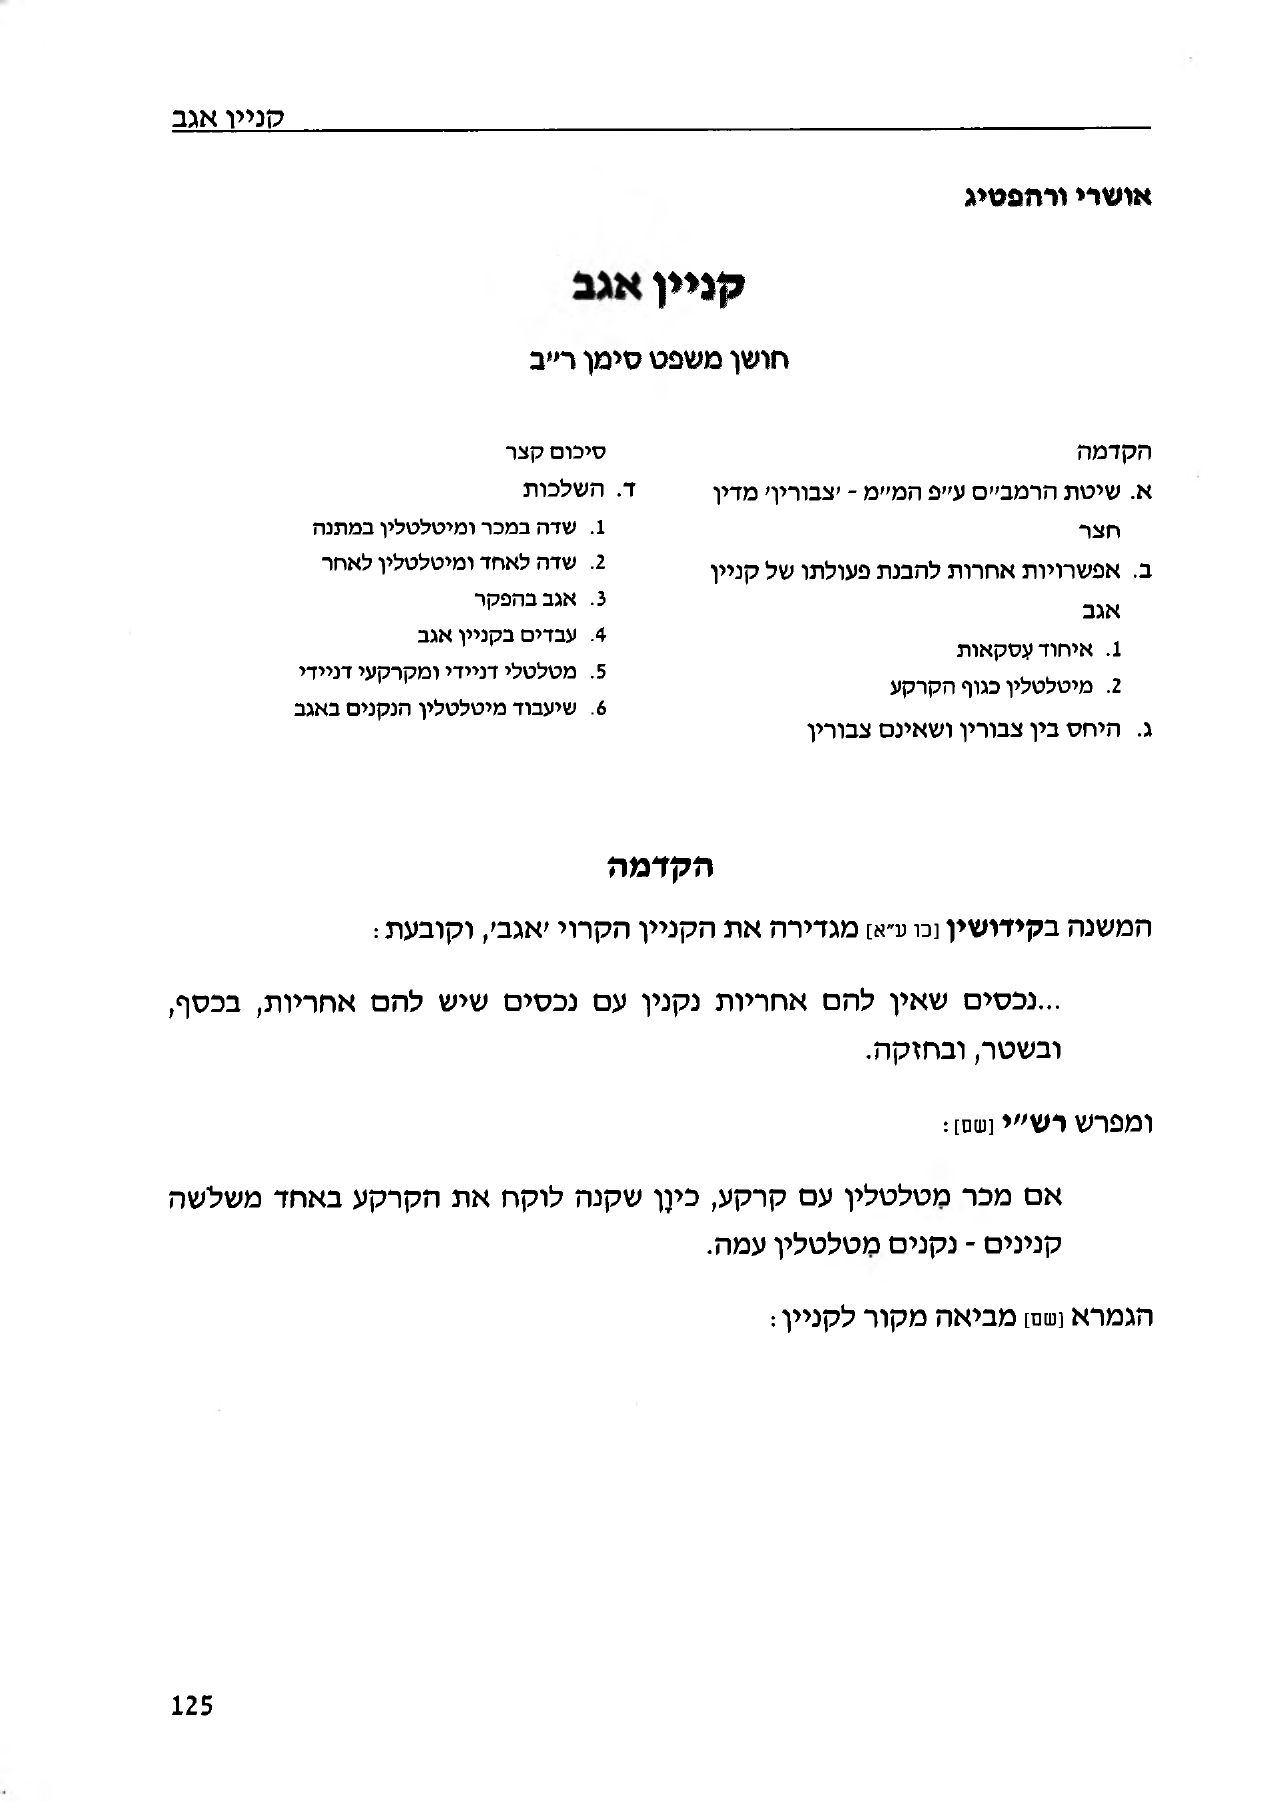 קניין אגב
אושרי ורהפטיג
קניין אגב
חושן משפט סימן ר״ב
הקדמה
א. שיטת הרמב״ם ע״פ המ״מ - ׳צבורין׳ מדין
חצר
ב. אפשרויות אחרות להבנת פעולתו של קניין
אגב
1. איחוד עסקאות
2. מיטלטלין כגוף הקרקע
ג. היחס בין צבורין ושאינם צבורין
סיכום קצר
ד. השלכות
1. שדה במכר ומיטלטלין במתנה
2. שדה לאחד ומיטלטלין לאחר
3. אגב בהפקר
4. עבדים בקניין אגב
5. מטלטלי דניידי ומקרקעי דניידי
6. שיעבוד מיטלטלין הנקנים באגב
הקדמה
המשנה בקידושין [כו ע״א] מגדירה את הקניין הקרוי ׳אגב׳, וקובעת:
...נכסים שאין להם אחריות נקנין עם נכסים שיש להם אחריות, בכסף,
ובשטר, ובחזקה.
ומפרש רש״י [שם]:
אם מכר מִטלטלין עם קרקע, כיוָן שקנה לוקח את הקרקע באחד משלשה
קנינים - נקנים מִטלטלין עמה.
הגמרא [שם] מביאה מקור לקניין:
125